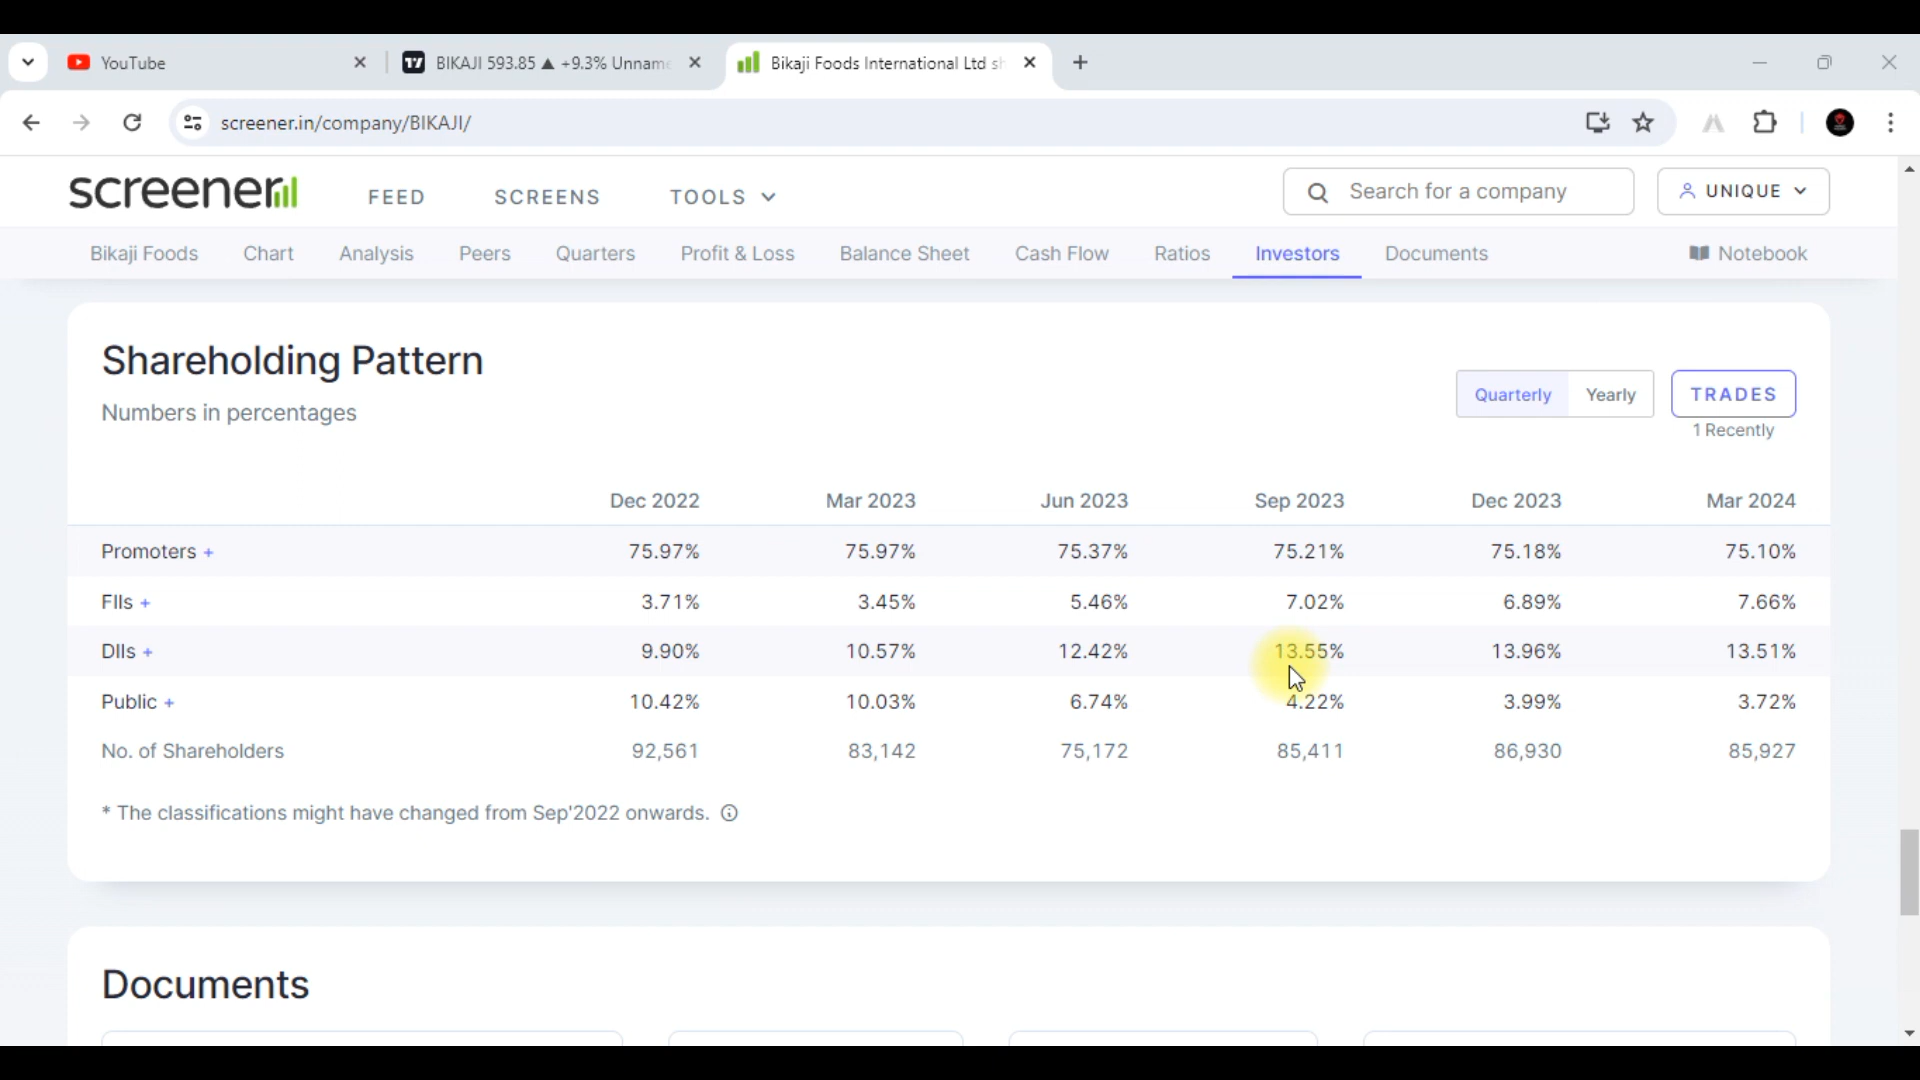 YouTube
BIKAJI 593.85 ▲ +9.3% Unname
Bikaji Foods International Ltd sh
screener.in/company/BIKAJI/
screener
FEED SCREENS TOOLS
Search for a company
UNIQUE
Bikaji Foods Chart Analysis Peers Quarters Profit & Loss Balance Sheet Cash Flow Ratios Investors Documents Notebook
Shareholding Pattern
Numbers in percentages
Quarterly Yearly TRADES
1 Recently
Dec 2022 Mar 2023 Jun 2023 Sep 2023 Dec 2023 Mar 2024
Promoters + 75.97% 75.97% 75.37% 75.21% 75.18% 75.10%
FIIs + 3.71% 3.45% 5.46% 7.02% 6.89% 7.66%
DIIs + 9.90% 10.57% 12.42% 13.55% 13.96% 13.51%
Public + 10.42% 10.03% 6.74% 4.22% 3.99% 3.72%
No. of Shareholders 92,561 83,142 75,172 85,411 86,930 85,927
* The classifications might have changed from Sep'2022 onwards.
Documents